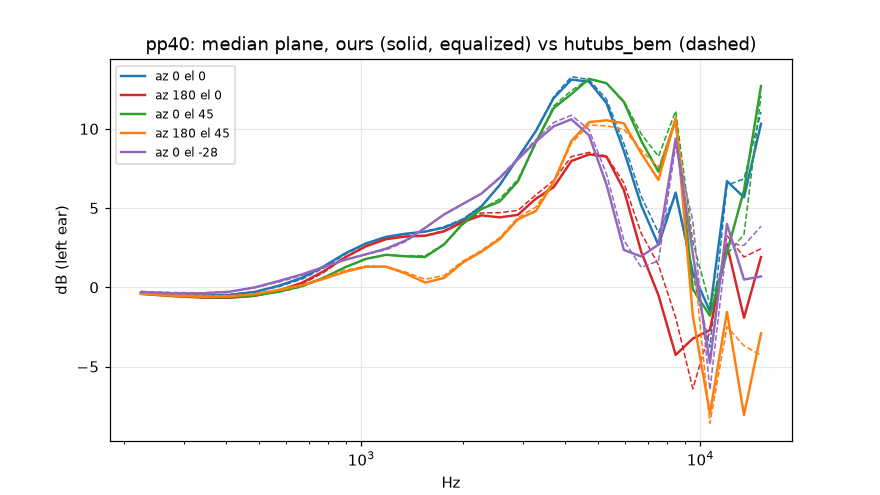 pp40: median plane, ours (solid, equalized) vs hutubs_bem (dashed)
az 0 el 0
az 180 el 0
az 0 el 45
az 180 el 45
az 0 el -28
dB (left ear)
10
5
0
−5
10³
10⁴
Hz